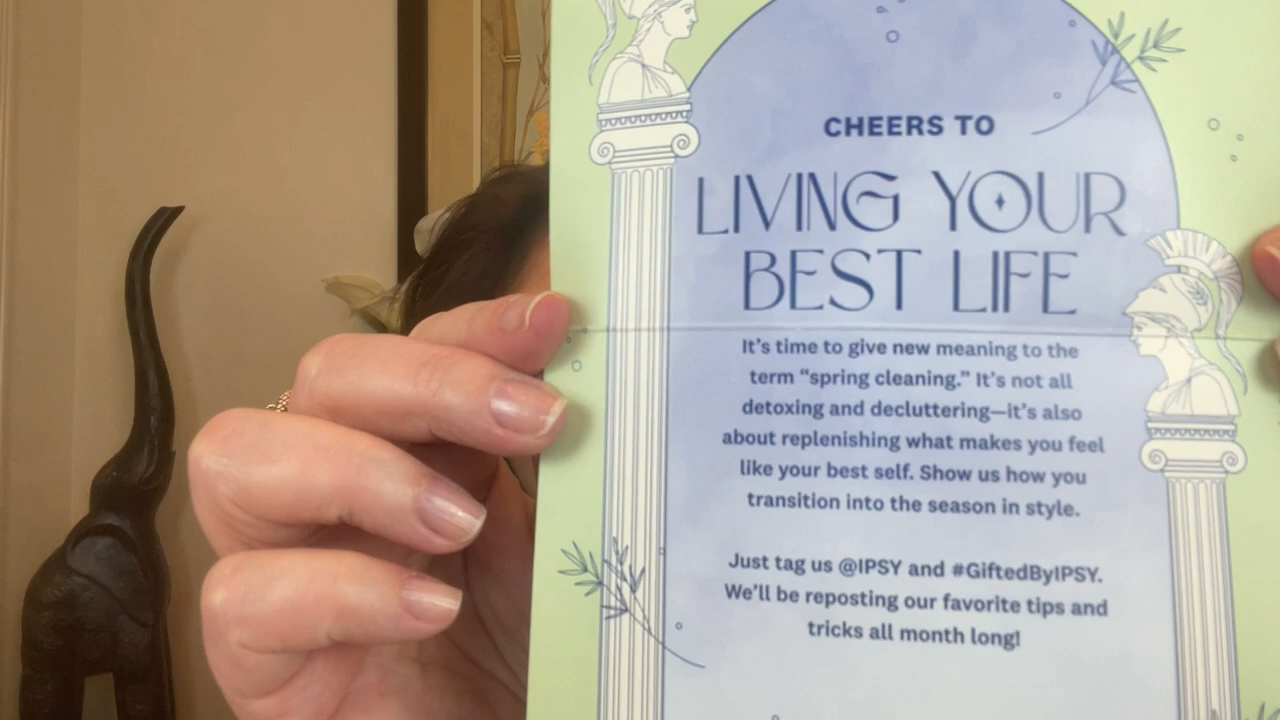 CHEERS TO
LIVING YOUR
BEST LIFE
It's time to give new meaning to the
term “spring cleaning.” It's not all
detoxing and decluttering—it's also
about replenishing what makes you feel
like your best self. Show us how you
transition into the season in style.
Just tag us @IPSY and #GiftedByIPSY.
We'll be reposting our favorite tips and
tricks all month long!